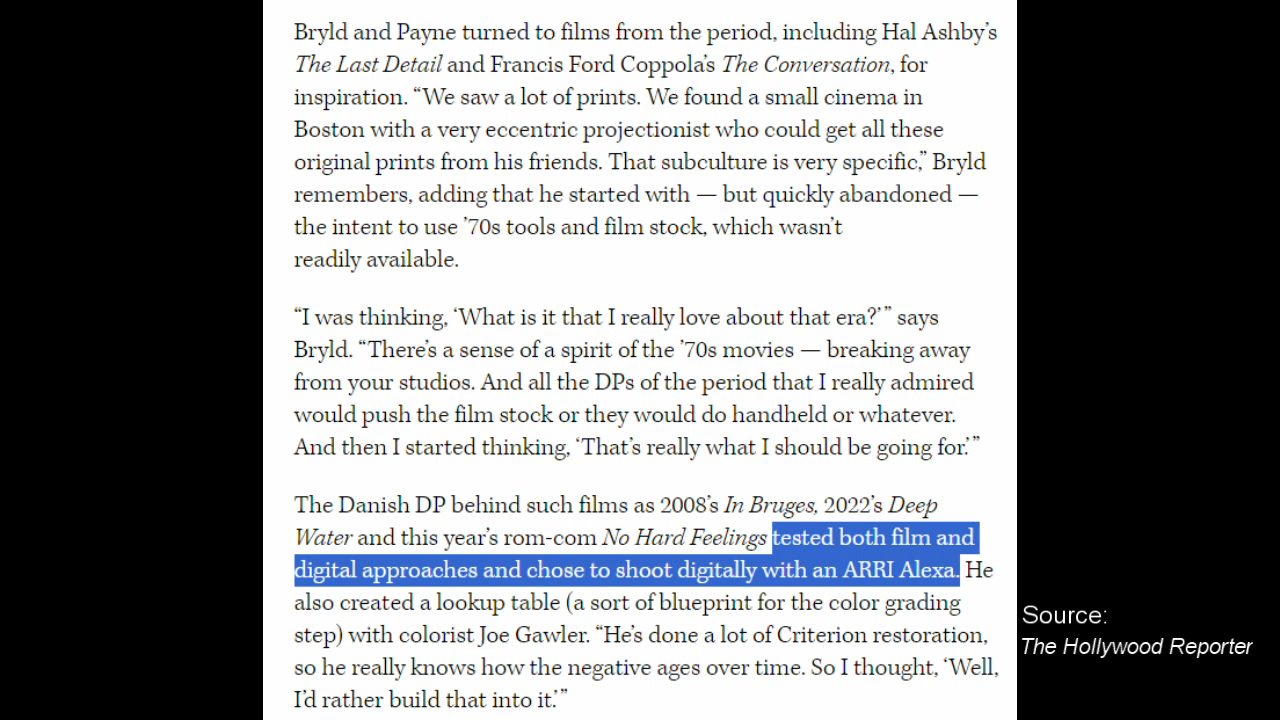 Bryld and Payne turned to films from the period, including Hal Ashby’s
The Last Detail and Francis Ford Coppola’s The Conversation, for
inspiration. “We saw a lot of prints. We found a small cinema in
Boston with a very eccentric projectionist who could get all these
original prints from his friends. That subculture is very specific,” Bryld
remembers, adding that he started with — but quickly abandoned —
the intent to use ’70s tools and film stock, which wasn’t
readily available.
“I was thinking, ‘What is it that I really love about that era?’” says
Bryld. “There’s a sense of a spirit of the ’70s movies — breaking away
from your studios. And all the DPs of the period that I really admired
would push the film stock or they would do handheld or whatever.
And then I started thinking, ‘That’s really what I should be going for.’”
The Danish DP behind such films as 2008’s In Bruges, 2022’s Deep
Water and this year’s rom-com No Hard Feelings tested both film and
digital approaches and chose to shoot digitally with an ARRI Alexa. He
also created a lookup table (a sort of blueprint for the color grading
step) with colorist Joe Gawler. “He’s done a lot of Criterion restoration,
so he really knows how the negative ages over time. So I thought, ‘Well,
I’d rather build that into it.’”
Source:
The Hollywood Reporter